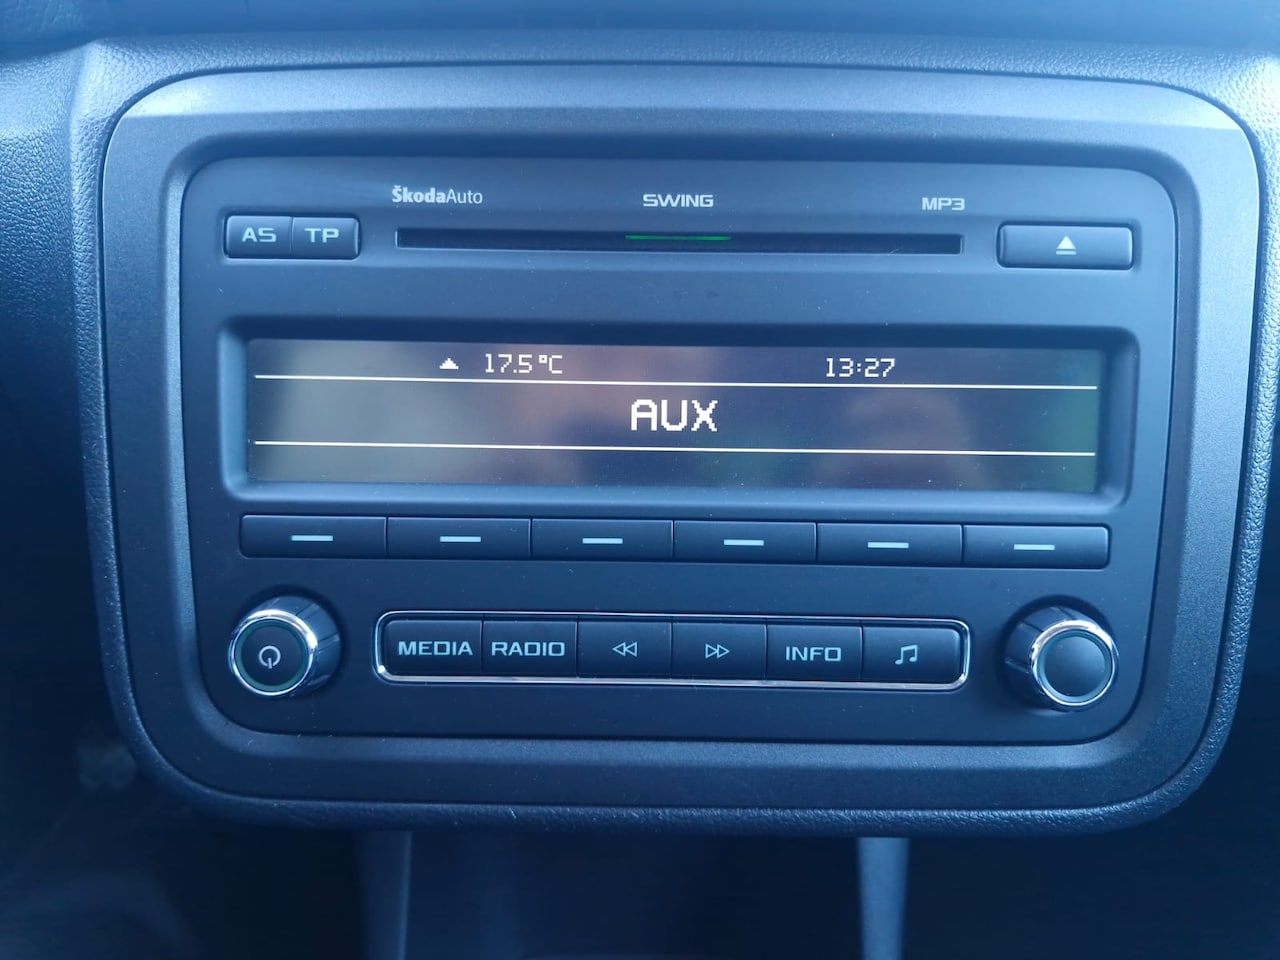 ŠkodaAuto
SWING
MP3
AS
TP
17.5°C
13:27
AUX
MEDIA
RADIO
INFO